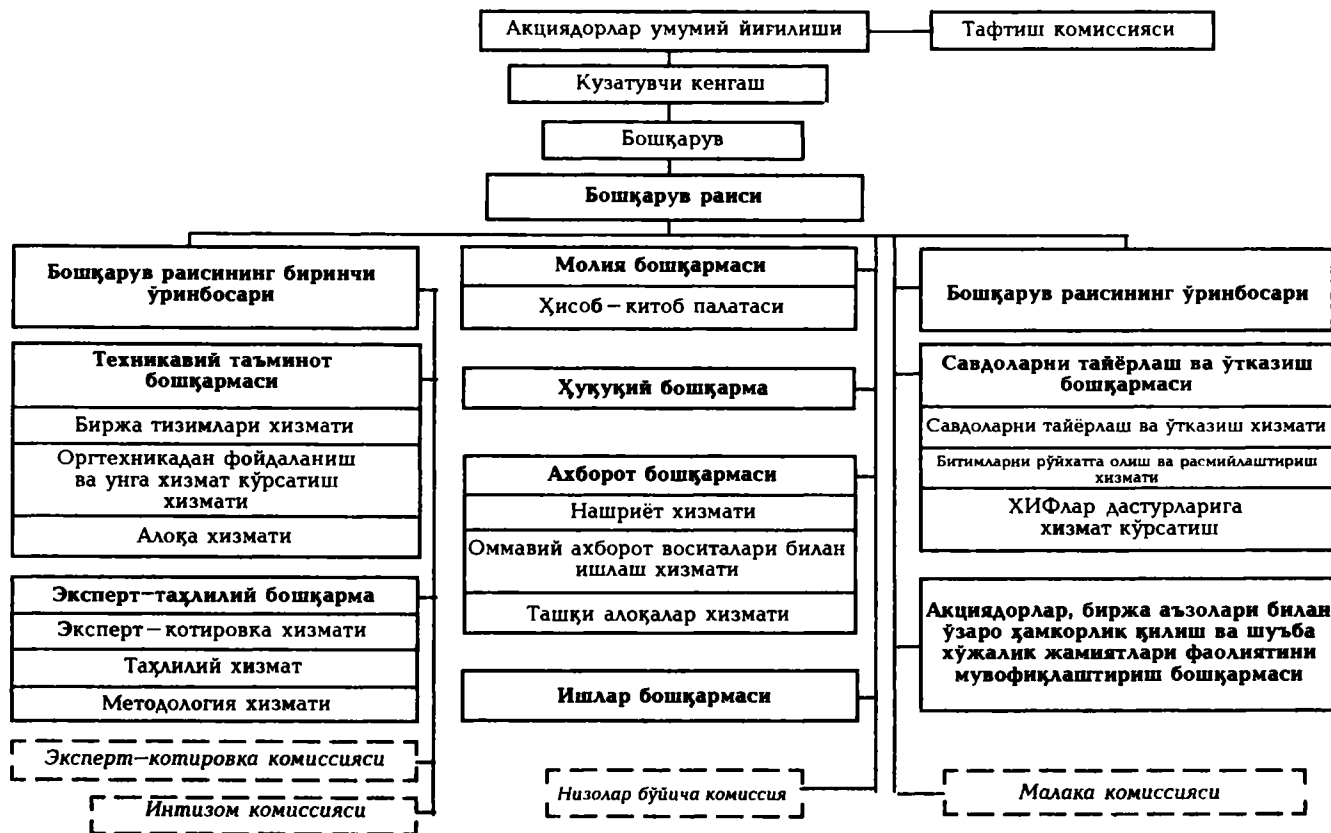 Акциядорлар умумий йиғилиши
Тафтиш комиссияси
Кузатувчи кенгаш
Бошқарув
Бошқарув раиси
Бошқарув раисининг биринчи
ўринбосари
Техникавий таъминот
бошқармаси
Биржа тизимлари хизмати
Оргтехникадан фойдаланиш
ва унга хизмат кўрсатиш
хизмати
Алоқа хизмати
Эксперт-таҳлилий бошқарма
Эксперт–котировка хизмати
Таҳлилий хизмат
Методология хизмати
Эксперт–котировка комиссияси
Интизом комиссияси
Молия бошқармаси
Ҳисоб–китоб палатаси
Ҳуқуқий бошқарма
Ахборот бошқармаси
Нашриёт хизмати
Оммавий ахборот воситалари билан
ишлаш хизмати
Ташқи алоқалар хизмати
Ишлар бошқармаси
Низолар бўйича комиссия
Бошқарув раисининг ўринбосари
Савдоларни тайёрлаш ва ўтказиш
бошқармаси
Савдоларни тайёрлаш ва ўтказиш хизмати
Битимларни рўйхатга олиш ва расмийлаштириш
хизмати
ХИФлар дастурларига
хизмат кўрсатиш
Акциядорлар, биржа аъзолари билан
ўзаро ҳамкорлик қилиш ва шуъба
хўжалик жамиятлари фаолиятини
мувофиқлаштириш бошқармаси
Малака комиссияси